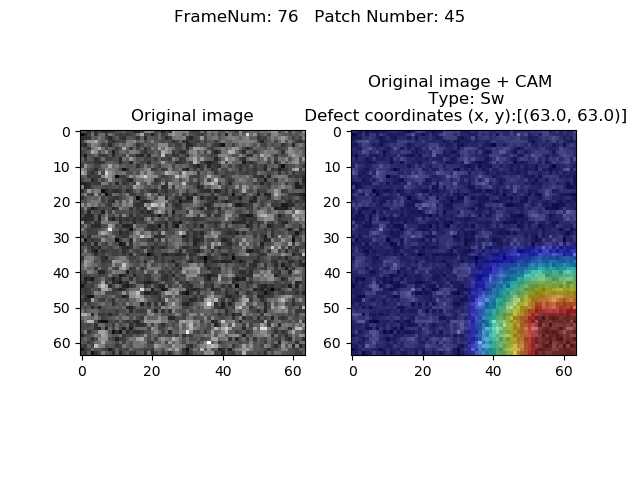 FrameNum: 76   Patch Number: 45
Original image
Original image + CAM
Type: Sw
Defect coordinates (x, y):[(63.0, 63.0)]
0
10
20
30
40
50
60
0 20 40 60
0
10
20
30
40
50
60
0 20 40 60